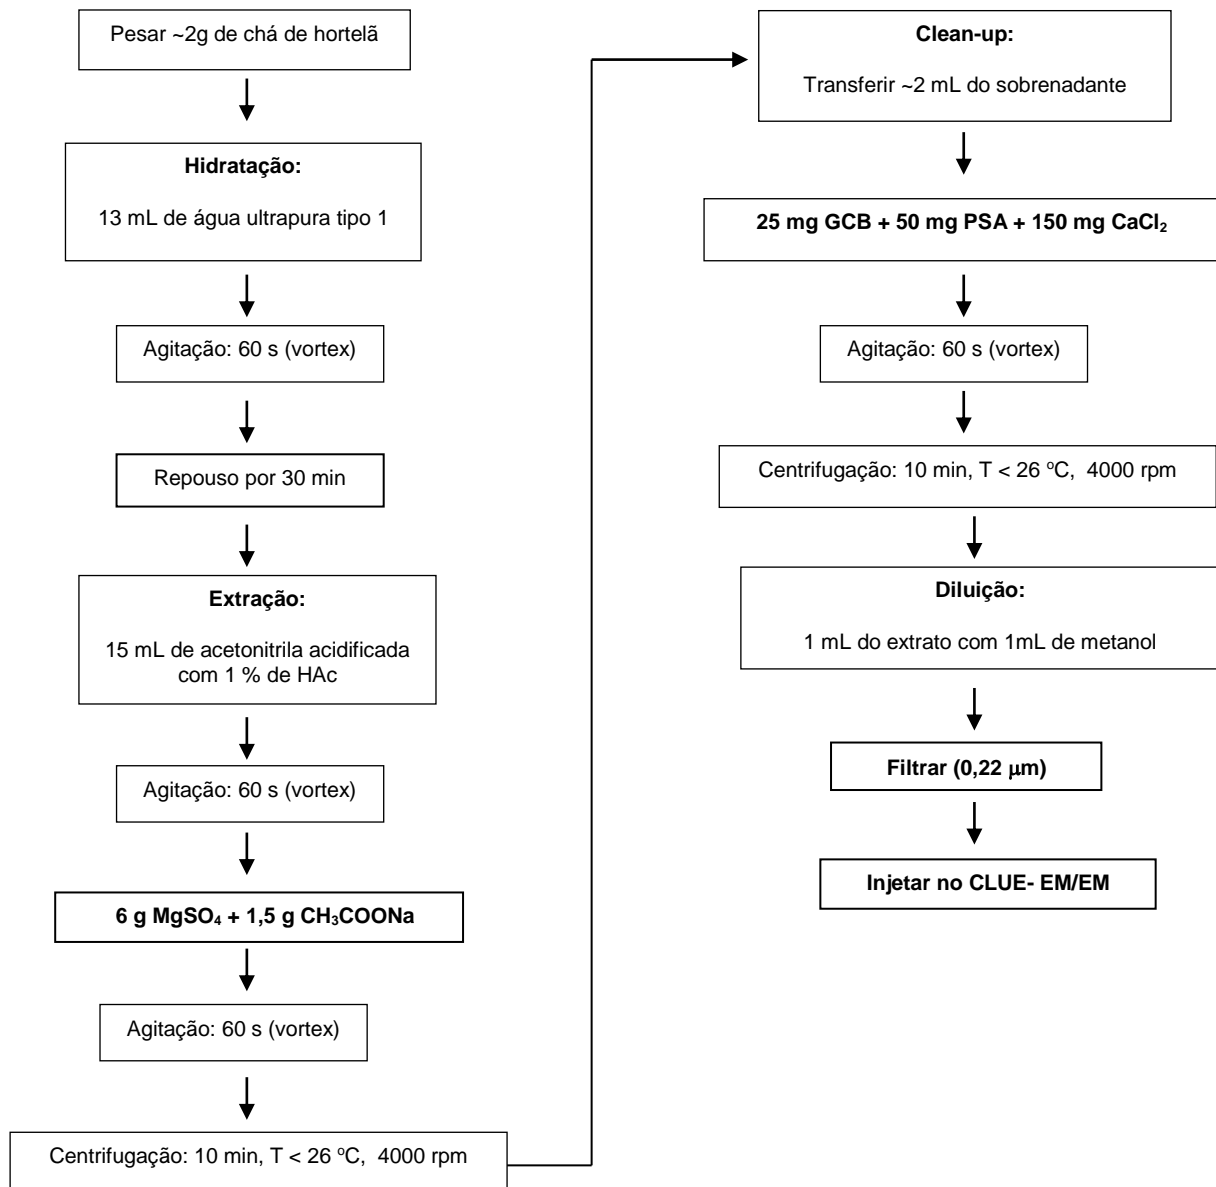 Pesar ~2g de chá de hortelã
Hidratação:
13 mL de água ultrapura tipo 1
Agitação: 60 s (vortex)
Repouso por 30 min
Extração:
15 mL de acetonitrila acidificada
com 1 % de HAc
Agitação: 60 s (vortex)
6 g MgSO₄ + 1,5 g CH₃COONa
Agitação: 60 s (vortex)
Centrifugação: 10 min, T < 26 ºC, 4000 rpm
Clean-up:
Transferir ~2 mL do sobrenadante
25 mg GCB + 50 mg PSA + 150 mg CaCl₂
Agitação: 60 s (vortex)
Centrifugação: 10 min, T < 26 ºC, 4000 rpm
Diluição:
1 mL do extrato com 1mL de metanol
Filtrar (0,22 μm)
Injetar no CLUE- EM/EM